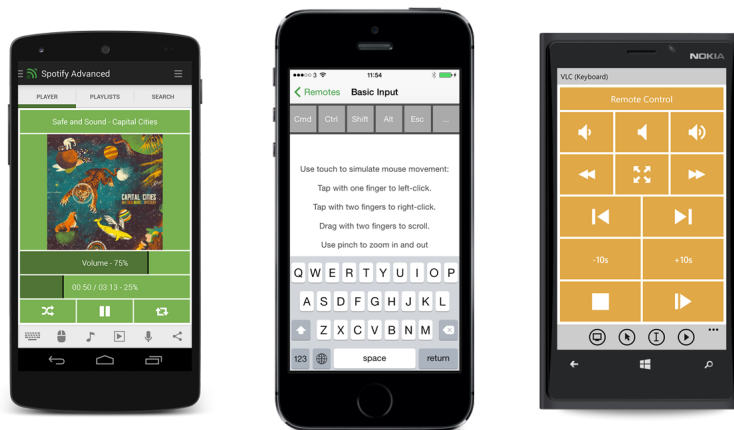 Spotify Advanced
PLAYER PLAYLISTS SEARCH
Safe and Sound - Capital Cities
CAPITAL CITIES
Volume - 75%
00:50 / 03:13 - 25%
3 11:54
Remotes Basic Input
Cmd Ctrl Shift Alt Esc ...
Use touch to simulate mouse movement:
Tap with one finger to left-click.
Tap with two fingers to right-click.
Drag with two fingers to scroll.
Use pinch to zoom in and out
Q W E R T Y U I O P
A S D F G H J K L
Z X C V B N M
123 space return
NOKIA
VLC (Keyboard)
Remote Control
-10s +10s